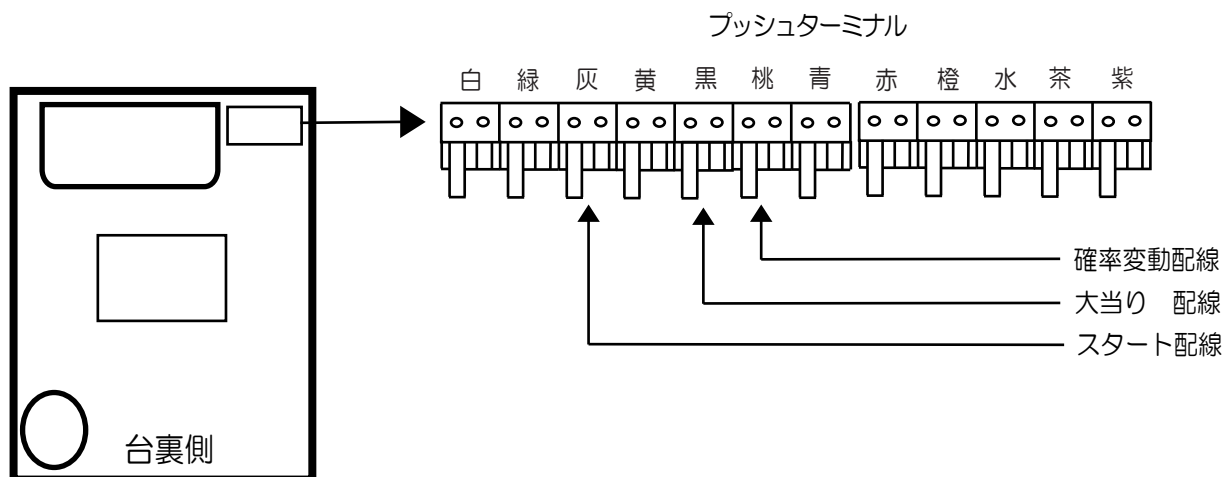 プッシュターミナル
白 緑 灰 黄 黒 桃 青 赤 橙 水 茶 紫
確率変動配線
大当り　配線
スタート配線
台裏側